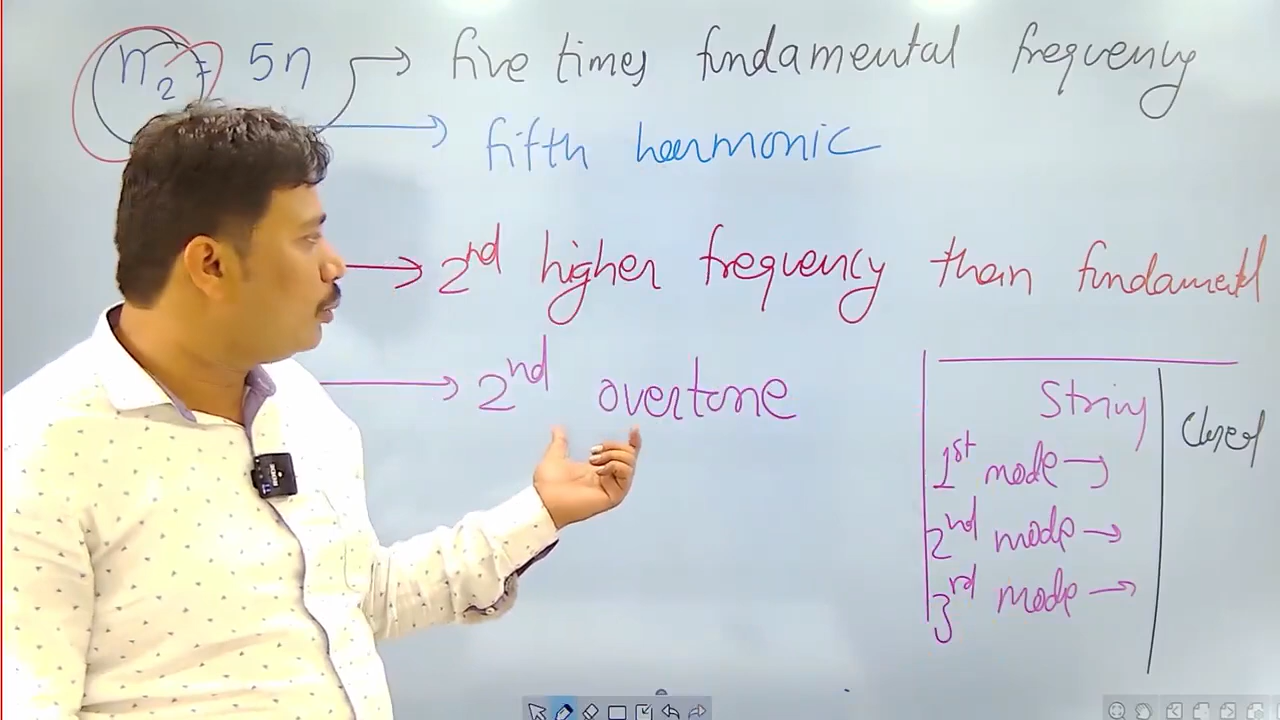 n₂ = 5n → five times fundamental frequency
→ fifth harmonic
→ 2nd higher frequency than fundamental
→ 2nd overtone
String
Closed
1st mode →
2nd mode →
3rd mode →